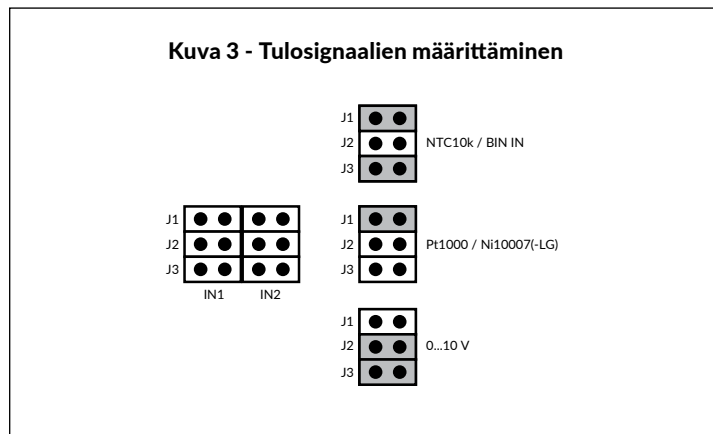 Kuva 3 - Tulosignaalien määrittäminen
J1
J2 NTC10k / BIN IN
J3
J1
J2
J3
IN1 IN2
J1
J2 Pt1000 / Ni10007(-LG)
J3
J1
J2 0...10 V
J3